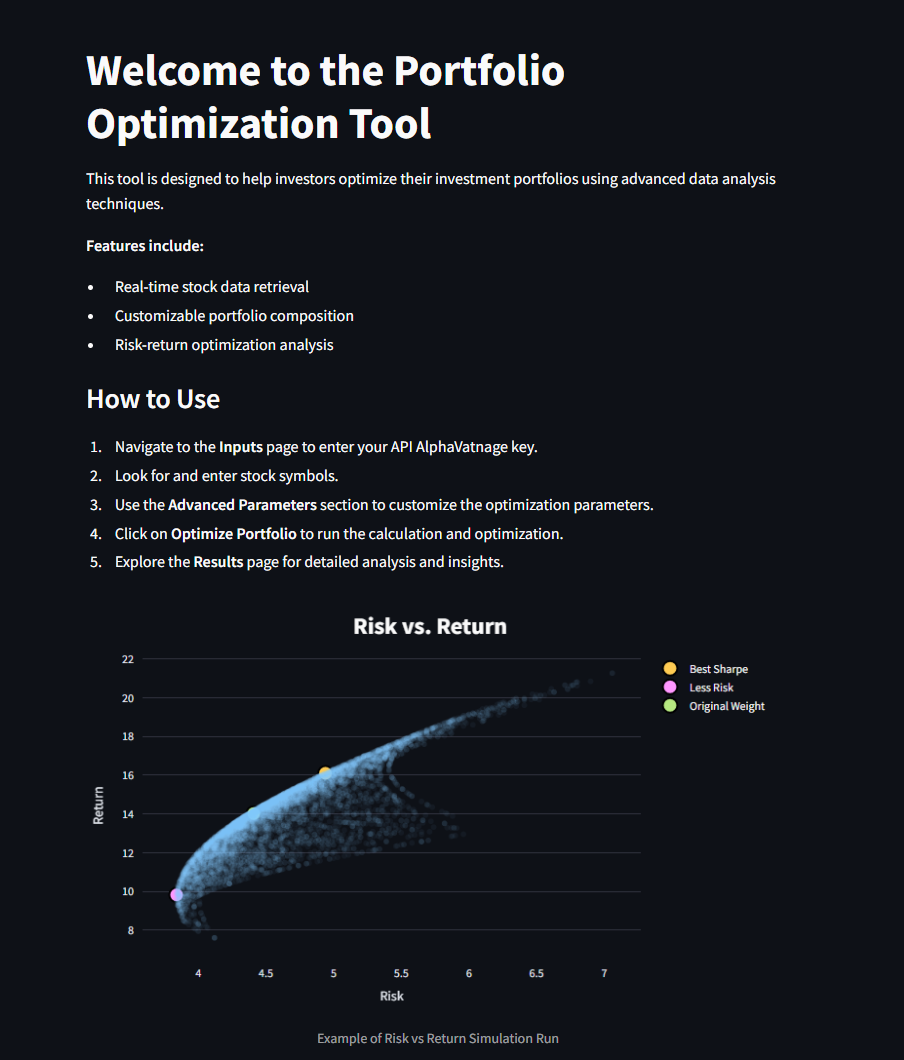 Welcome to the Portfolio
Optimization Tool
This tool is designed to help investors optimize their investment portfolios using advanced data analysis
techniques.
Features include:
• Real-time stock data retrieval
• Customizable portfolio composition
• Risk-return optimization analysis
How to Use
1. Navigate to the Inputs page to enter your API AlphaVatnage key.
2. Look for and enter stock symbols.
3. Use the Advanced Parameters section to customize the optimization parameters.
4. Click on Optimize Portfolio to run the calculation and optimization.
5. Explore the Results page for detailed analysis and insights.
Risk vs. Return
22
20
18
16
14
12
10
8
Return
4 4.5 5 5.5 6 6.5 7
Risk
Best Sharpe
Less Risk
Original Weight
Example of Risk vs Return Simulation Run